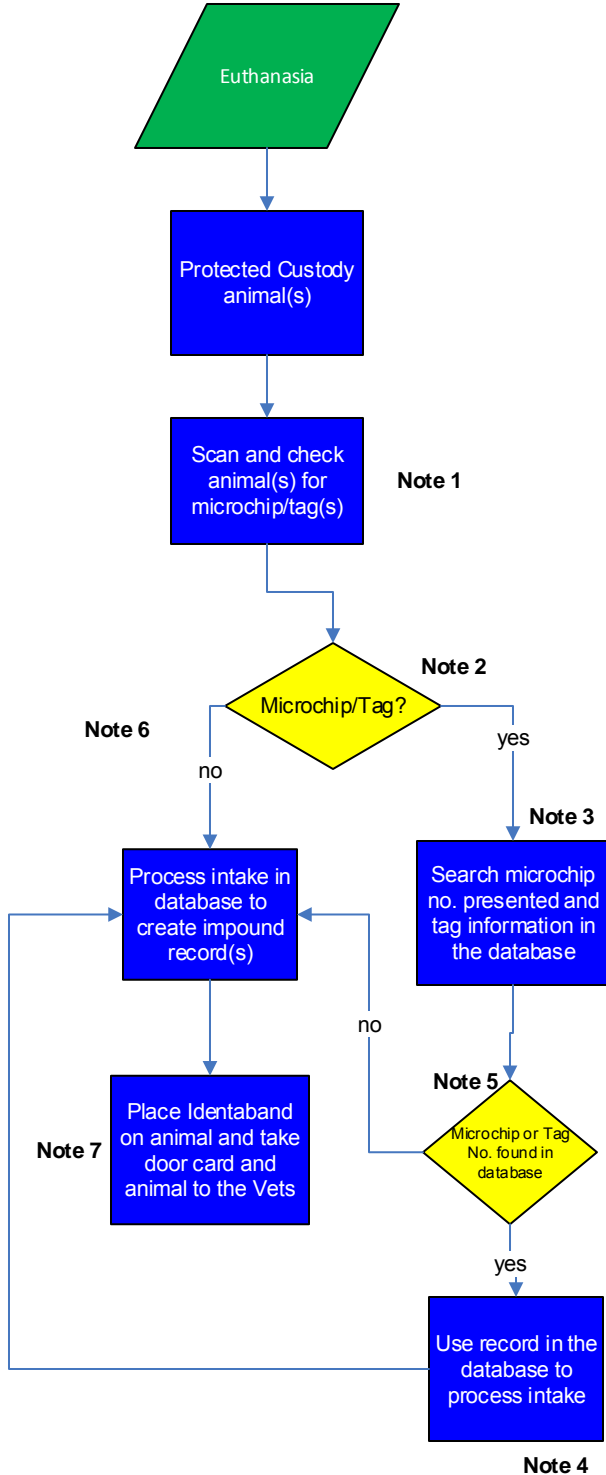 Euthanasia
Protected Custody
animal(s)
Scan and check
animal(s) for
microchip/tag(s)
Note 1
Note 2
Microchip/Tag?
Note 6
no
yes
Note 3
Process intake in
database to
create impound
record(s)
Search microchip
no. presented and
tag information in
the database
no
Note 5
Microchip or Tag
No. found in
database
Note 7
Place Identaband
on animal and take
door card and
animal to the Vets
yes
Use record in the
database to
process intake
Note 4